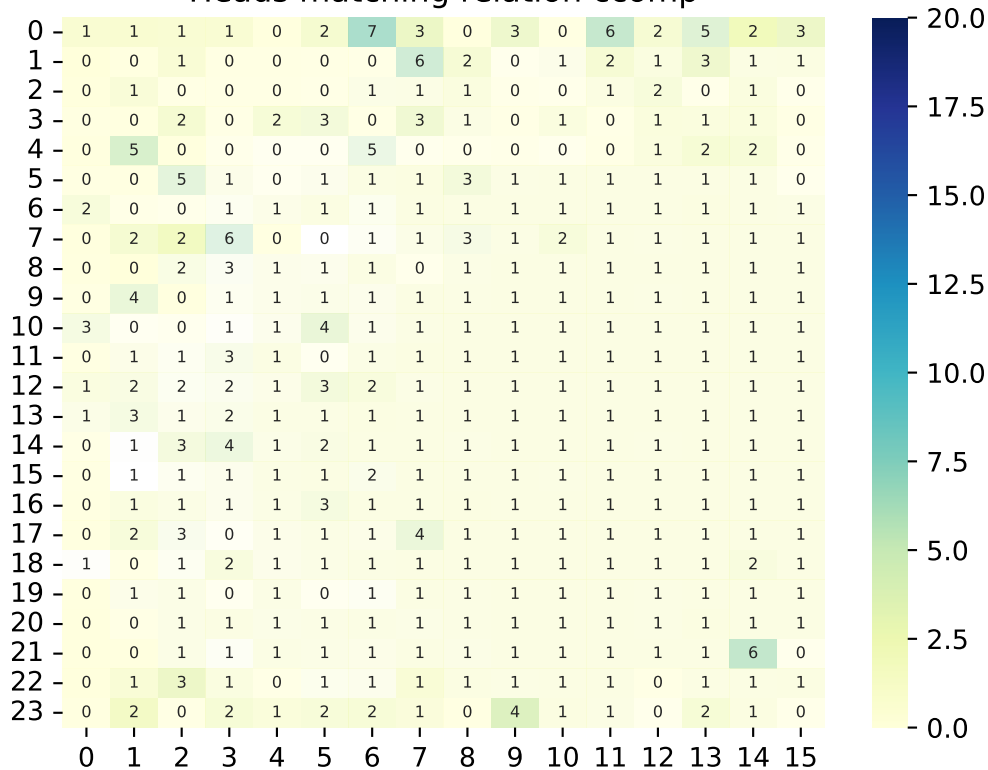 Heads matching relation ccomp
0 1 1 1 1 0 2 7 3 0 3 0 6 2 5 2 3
1 0 0 1 0 0 0 0 6 2 0 1 2 1 3 1 1
2 0 1 0 0 0 0 1 1 1 0 0 1 2 0 1 0
3 0 0 2 0 2 3 0 3 1 0 1 0 1 1 1 0
4 0 5 0 0 0 0 5 0 0 0 0 0 1 2 2 0
5 0 0 5 1 0 1 1 1 3 1 1 1 1 1 1 0
6 2 0 0 1 1 1 1 1 1 1 1 1 1 1 1 1
7 0 2 2 6 0 0 1 1 3 1 2 1 1 1 1 1
8 0 0 2 3 1 1 1 0 1 1 1 1 1 1 1 1
9 0 4 0 1 1 1 1 1 1 1 1 1 1 1 1 1
10 3 0 0 1 1 4 1 1 1 1 1 1 1 1 1 1
11 0 1 1 3 1 0 1 1 1 1 1 1 1 1 1 1
12 1 2 2 2 1 3 2 1 1 1 1 1 1 1 1 1
13 1 3 1 2 1 1 1 1 1 1 1 1 1 1 1 1
14 0 1 3 4 1 2 1 1 1 1 1 1 1 1 1 1
15 0 1 1 1 1 1 2 1 1 1 1 1 1 1 1 1
16 0 1 1 1 1 3 1 1 1 1 1 1 1 1 1 1
17 0 2 3 0 1 1 1 4 1 1 1 1 1 1 1 1
18 1 0 1 2 1 1 1 1 1 1 1 1 1 1 2 1
19 0 1 1 0 1 0 1 1 1 1 1 1 1 1 1 1
20 0 0 1 1 1 1 1 1 1 1 1 1 1 1 1 1
21 0 0 1 1 1 1 1 1 1 1 1 1 1 1 6 0
22 0 1 3 1 0 1 1 1 1 1 1 1 0 1 1 1
23 0 2 0 2 1 2 2 1 0 4 1 1 0 2 1 0
0 1 2 3 4 5 6 7 8 9 10 11 12 13 14 15
20.0
17.5
15.0
12.5
10.0
7.5
5.0
2.5
0.0